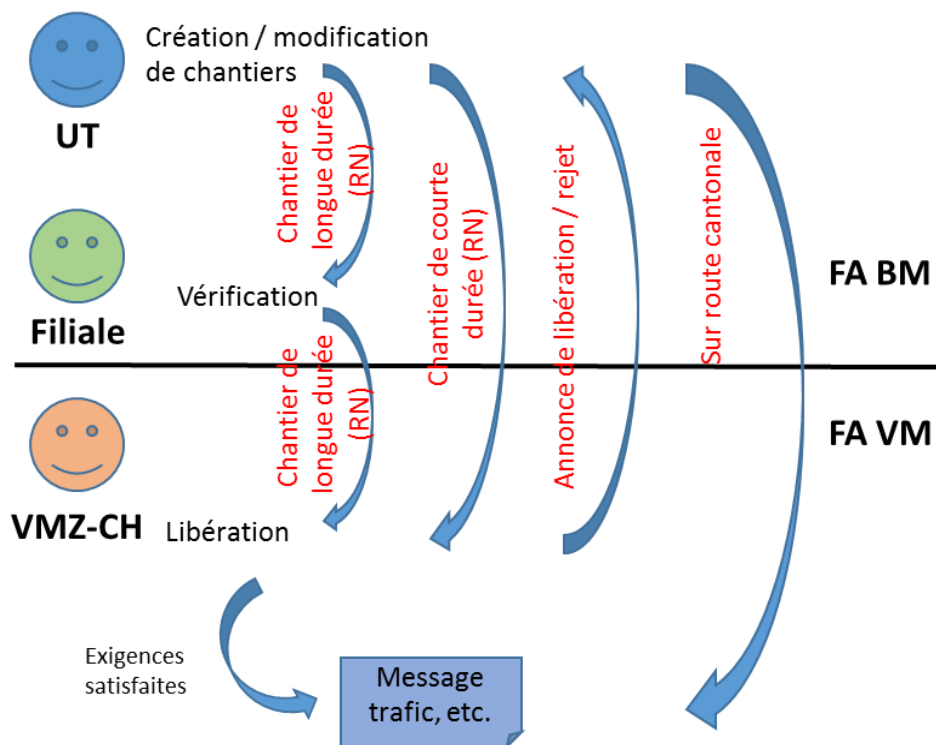 Création / modification
de chantiers
UT
Chantier de
longue durée
(RN)
Chantier de courte
durée (RN)
Annonce de libération / rejet
Sur route cantonale
Vérification
Filiale
FA BM
Chantier de
longue durée
(RN)
FA VM
VMZ-CH
Libération
Exigences
satisfaites
Message
trafic, etc.